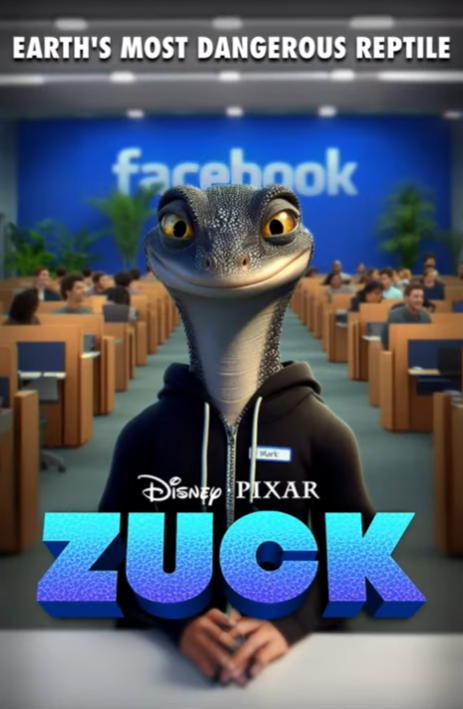 EARTH'S MOST DANGEROUS REPTILE
facebook
Mark
DISNEY · PIXAR
ZUCK